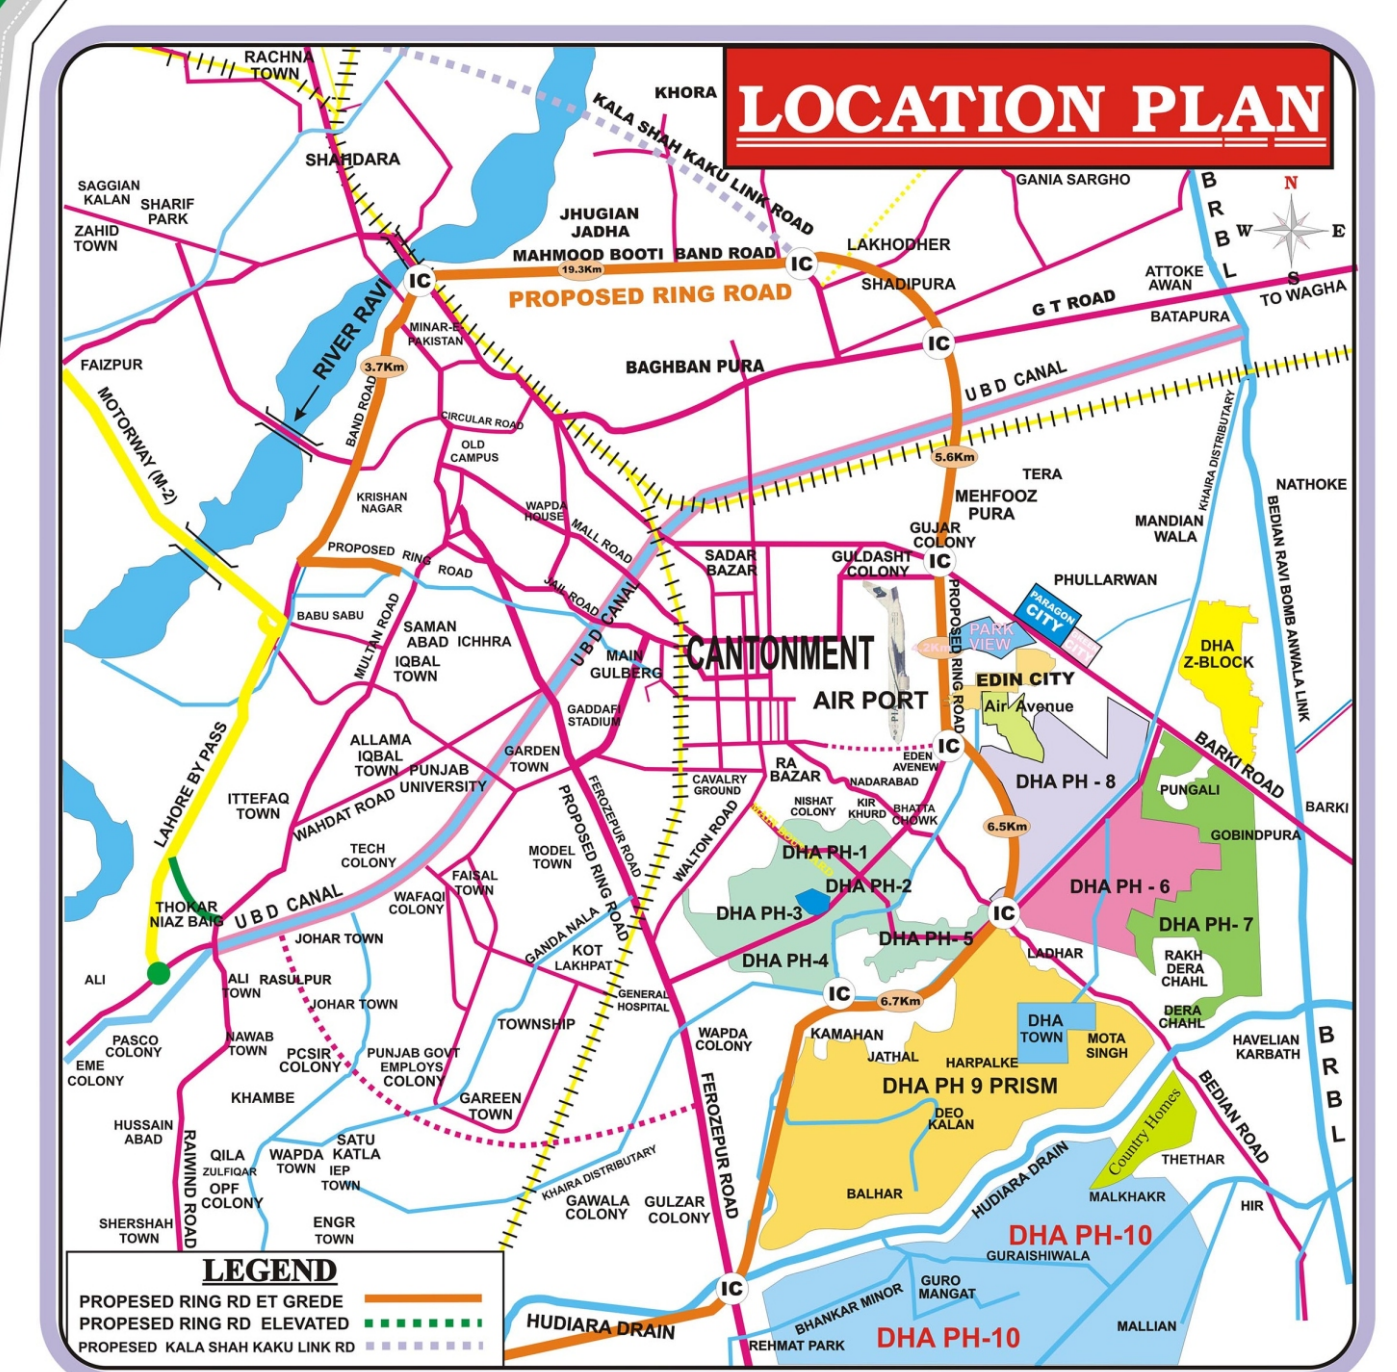 LOCATION PLAN
RACHNA
TOWN
KHORA
KALA SHAH KAKU LINK ROAD
GANIA SARGHO
BRBL
N
W
E
S
SHAHDARA
SAGGIAN
KALAN
SHARIF
PARK
ZAHID
TOWN
JHUGIAN
JADHA
MAHMOOD BOOTI BAND ROAD
19.3Km
PROPOSED RING ROAD
IC
IC
LAKHODHER
SHADIPURA
ATTOKE
AWAN
TO WAGHA
G T ROAD
BATAPURA
RIVER RAVI
MINAR-E-
PAKISTAN
FAIZPUR
3.7Km
BAGHBAN PURA
IC
UBD CANAL
MOTORWAY (M-2)
BAND ROAD
CIRCULAR ROAD
OLD
CAMPUS
5.6Km
TERA
KHAIRA DISTRIBUTARY
NATHOKE
KRISHAN
NAGAR
WAPDA
HOUSE
MALL ROAD
MEHFOOZ
PURA
MANDIAN
WALA
BEDIAN RAVI BOMB ANWALA LINK
GUJAR
COLONY
IC
PROPOSED RING ROAD
SADAR
BAZAR
GULDASHT
COLONY
PHULLARWAN
JAIL ROAD
UBD CANAL
BABU SABU
MULTAN ROAD
SAMAN
ABAD
ICHHRA
IQBAL
TOWN
MAIN
GULBERG
CANTONMENT
AIR PORT
PROPOSED RING ROAD
PARAGON
CITY
CITY
PARK
VIEW
EDIN CITY
Air Avenue
DHA
Z-BLOCK
GADDAFI
STADIUM
ALLAMA
IQBAL
TOWN
PUNJAB
UNIVERSITY
GARDEN
TOWN
IC
EDEN
AVENEW
LAHORE BY PASS
ITTEFAQ
TOWN
WAHDAT ROAD
FEROZEPUR ROAD
PROPOSED RING ROAD
CAVALRY
GROUND
RA
BAZAR
NADARABAD
NISHAT
COLONY
KIR
KHURD
BHATTA
CHOWK
DHA PH - 8
BARKI ROAD
PUNGALI
BARKI
GOBINDPURA
6.5Km
WALTON ROAD
TECH
COLONY
MODEL
TOWN
FAISAL
TOWN
WAFAQI
COLONY
DHA PH-1
DHA PH-2
DHA PH-3
DHA PH-4
DHA PH- 5
DHA PH - 6
DHA PH - 7
THOKAR
NIAZ BAIG
UBD CANAL
JOHAR TOWN
GANDA NALA
KOT
LAKHPAT
IC
LADHAR
RAKH
DERA
CHAHL
DERA
CHAHL
ALI
ALI
TOWN
RASULPUR
JOHAR TOWN
GENERAL
HOSPITAL
IC
6.7Km
DHA
TOWN
MOTA
SINGH
HAVELIAN
KARBATH
BRBL
PASCO
COLONY
EME
COLONY
NAWAB
TOWN
PCSIR
COLONY
PUNJAB GOVT
EMPLOYS
COLONY
TOWNSHIP
WAPDA
COLONY
KAMAHAN
JATHAL
HARPALKE
DHA PH 9 PRISM
DEO
KALAN
BEDIAN ROAD
Country Homes
KHAMBE
GAREEN
TOWN
HUSSAIN
ABAD
RAIWIND ROAD
QILA
ZULFIQAR
OPF
COLONY
WAPDA
TOWN
SATU
KATLA
IEP
TOWN
KHAIRA DISTRIBUTARY
FEROZEPUR ROAD
BALHAR
HUDIARA DRAIN
THETHAR
MALKHAKR
HIR
SHERSHAH
TOWN
ENGR
TOWN
GAWALA
COLONY
GULZAR
COLONY
DHA PH-10
GURAISHIWALA
GURO
MANGAT
BHANKAR MINOR
IC
HUDIARA DRAIN
REHMAT PARK
DHA PH-10
MALLIAN
LEGEND
PROPESED RING RD ET GREDE
PROPESED RING RD ELEVATED
PROPESED KALA SHAH KAKU LINK RD